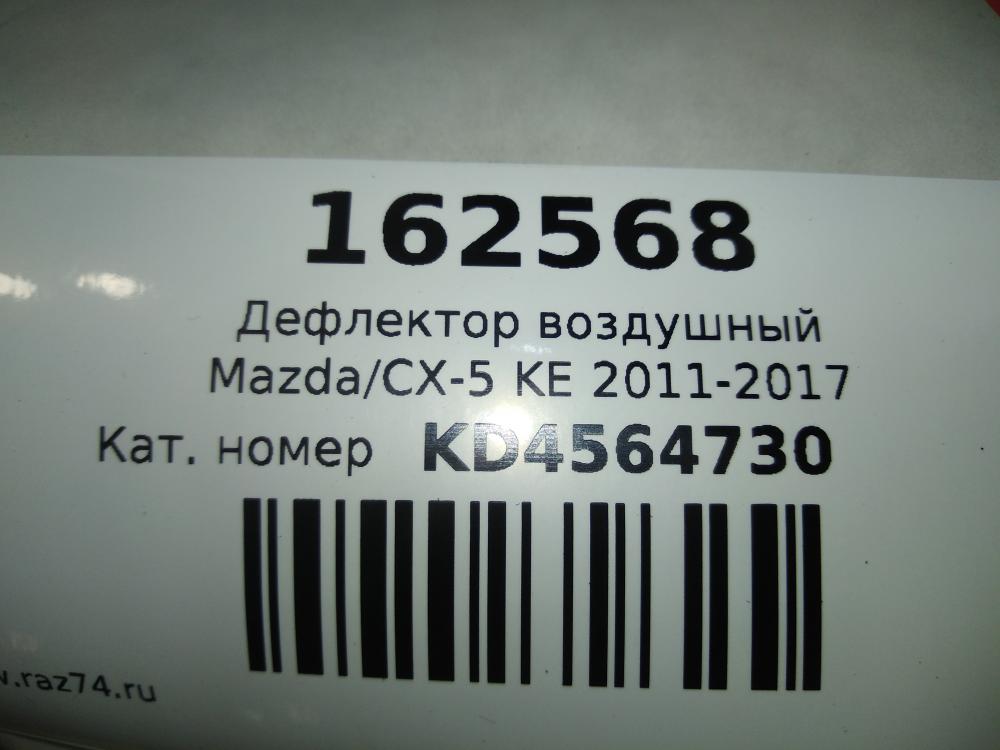 162568
Дефлектор воздушный
Mazda/CX-5 KE 2011-2017
Кат. номер KD4564730
.raz74.ru